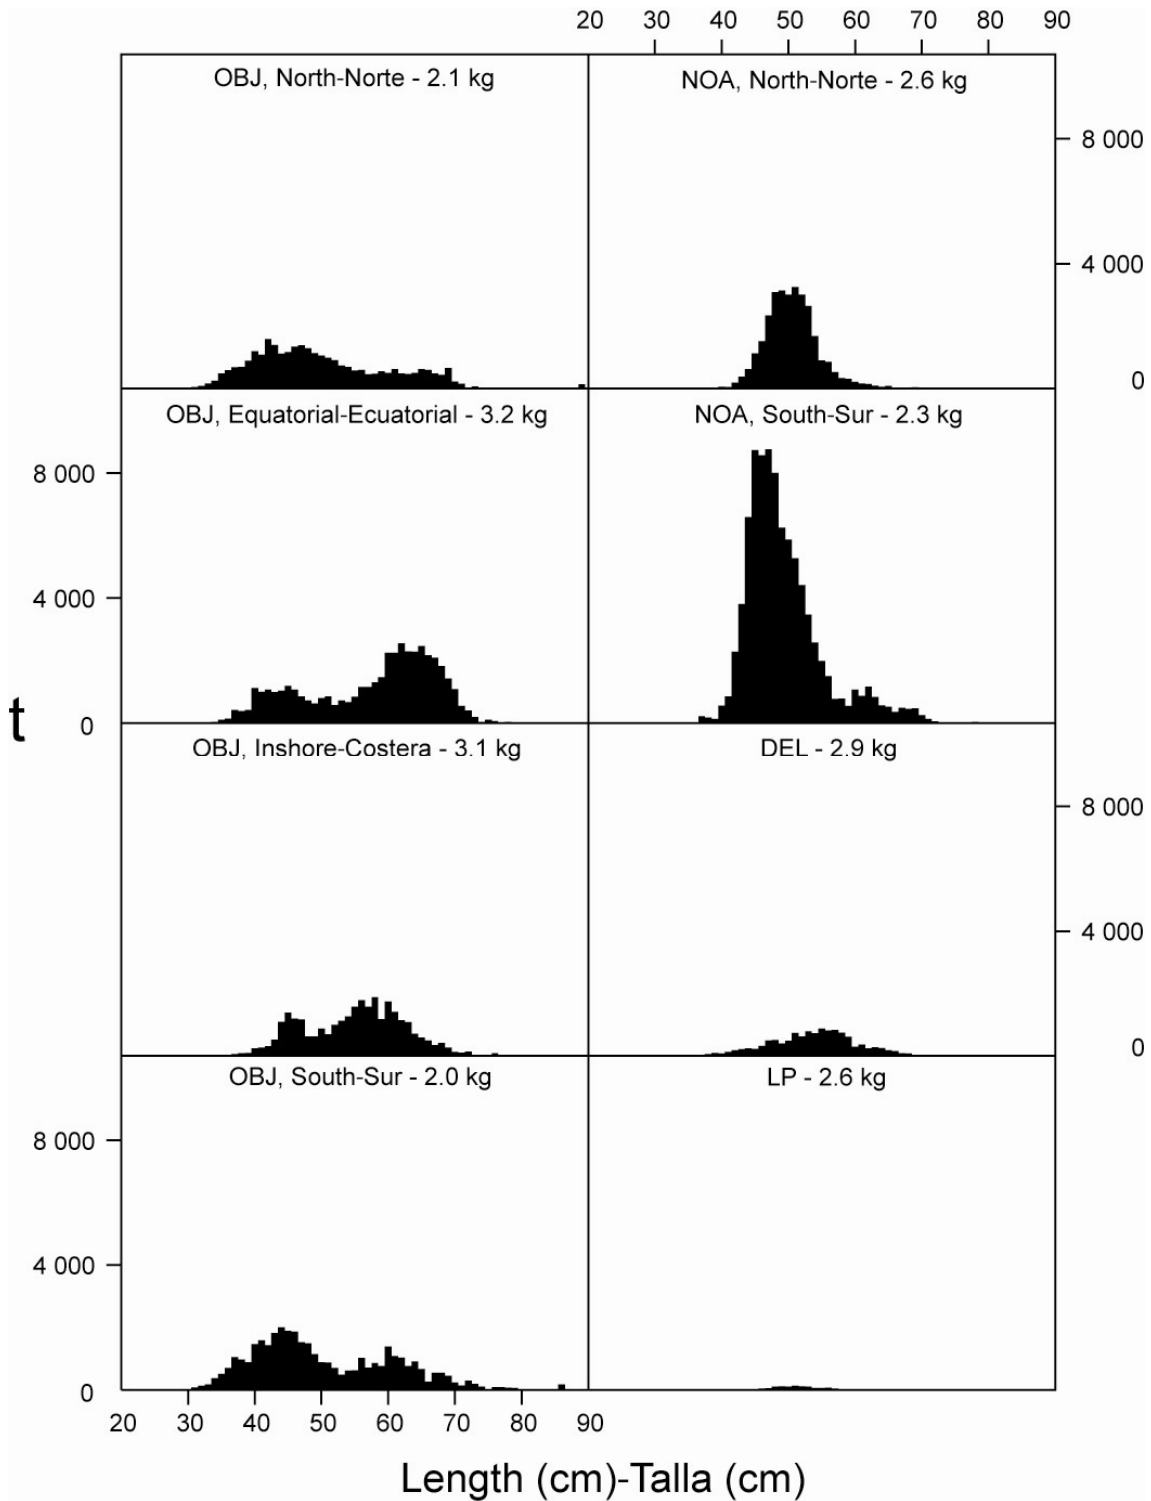 20 30 40 50 60 70 80 90
OBJ, North-Norte - 2.1 kg
NOA, North-Norte - 2.6 kg
8 000
4 000
0
OBJ, Equatorial-Ecuatorial - 3.2 kg
NOA, South-Sur - 2.3 kg
8 000
4 000
0
t
OBJ, Inshore-Costera - 3.1 kg
DEL - 2.9 kg
8 000
4 000
0
OBJ, South-Sur - 2.0 kg
LP - 2.6 kg
8 000
4 000
0
20 30 40 50 60 70 80 90
Length (cm)-Talla (cm)